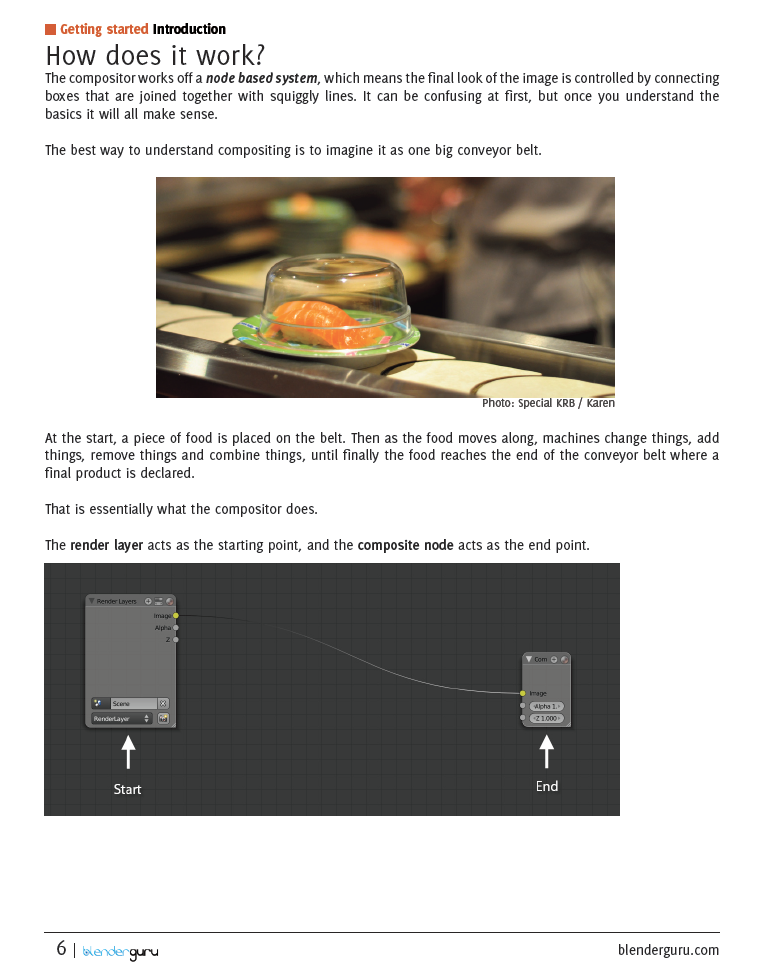 Getting started Introduction
How does it work?
The compositor works off a node based system, which means the final look of the image is controlled by connecting
boxes that are joined together with squiggly lines. It can be confusing at first, but once you understand the
basics it will all make sense.
The best way to understand compositing is to imagine it as one big conveyor belt.
Photo: Special KRB / Karen
At the start, a piece of food is placed on the belt. Then as the food moves along, machines change things, add
things, remove things and combine things, until finally the food reaches the end of the conveyor belt where a
final product is declared.
That is essentially what the compositor does.
The render layer acts as the starting point, and the composite node acts as the end point.
Render Layers
Image
Alpha
Z
Scene
RenderLayer
Start
Com
Image
Alpha 1.
Z 1.000
End
6 | blenderguru
blenderguru.com